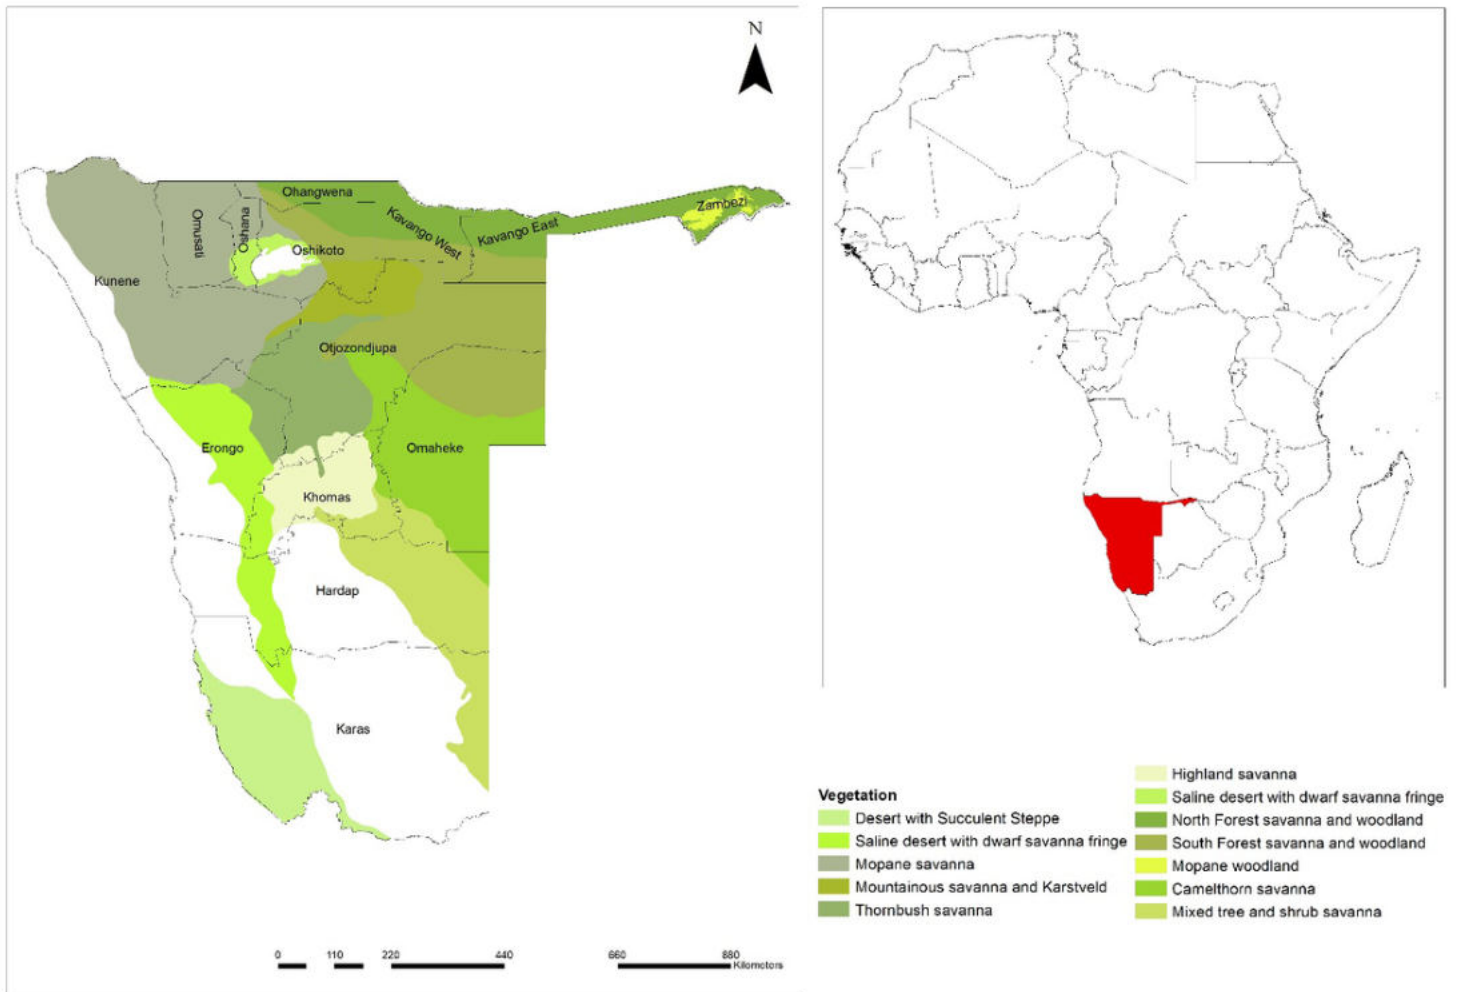 N
Ohangwena
Zambezi
Kavango West
Kavango East
Omusati
Oshana
Oshikoto
Kunene
Otjozondjupa
Erongo
Omaheke
Khomas
Hardap
Karas
0 110 220 440 660 880
Kilometers
Vegetation
Desert with Succulent Steppe
Saline desert with dwarf savanna fringe
Mopane savanna
Mountainous savanna and Karstveld
Thornbush savanna
Highland savanna
Saline desert with dwarf savanna fringe
North Forest savanna and woodland
South Forest savanna and woodland
Mopane woodland
Camelthorn savanna
Mixed tree and shrub savanna